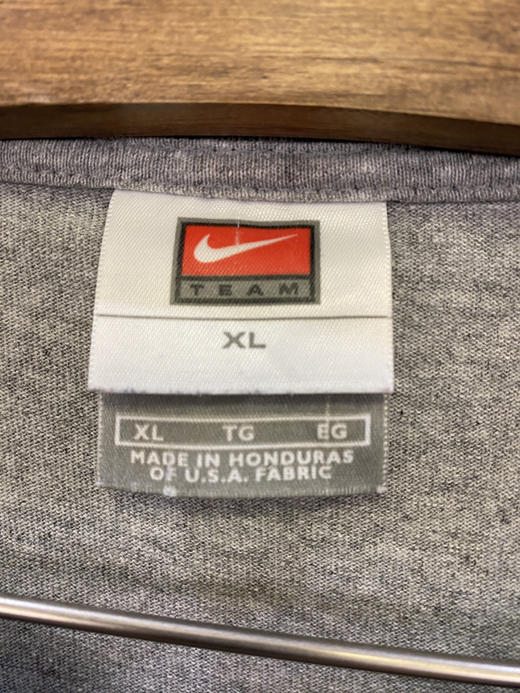 TEAM
XL
XL TG EG
MADE IN HONDURAS
OF U.S.A. FABRIC